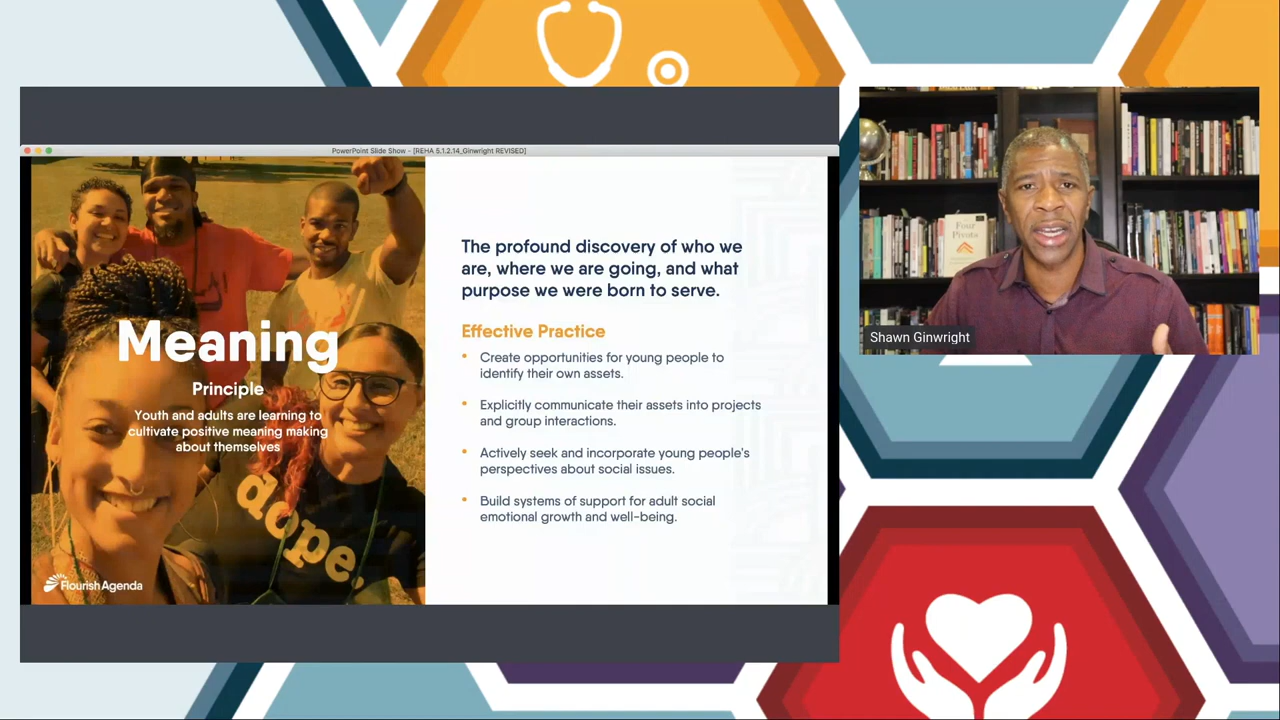 PowerPoint Slide Show - [REHA 5.1.2.14_Ginwright REVISED]
Meaning
Principle
Youth and adults are learning to
cultivate positive meaning making
about themselves
dope.
Flourish Agenda
The profound discovery of who we
are, where we are going, and what
purpose we were born to serve.
Effective Practice
• Create opportunities for young people to
identify their own assets.
• Explicitly communicate their assets into projects
and group interactions.
• Actively seek and incorporate young people's
perspectives about social issues.
• Build systems of support for adult social
emotional growth and well-being.
Four
Pivots
Shawn Ginwright